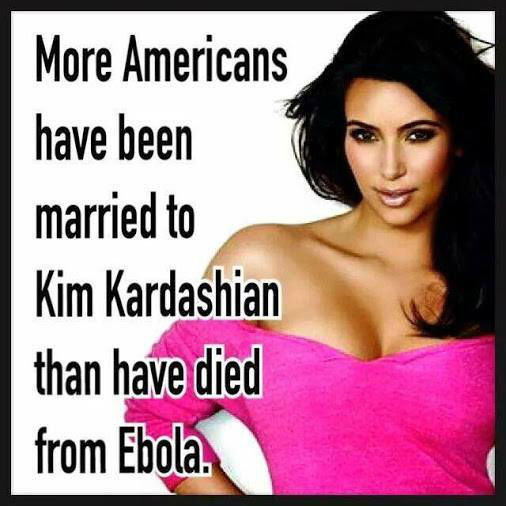 More Americans
have been
married to
Kim Kardashian
than have died
from Ebola.